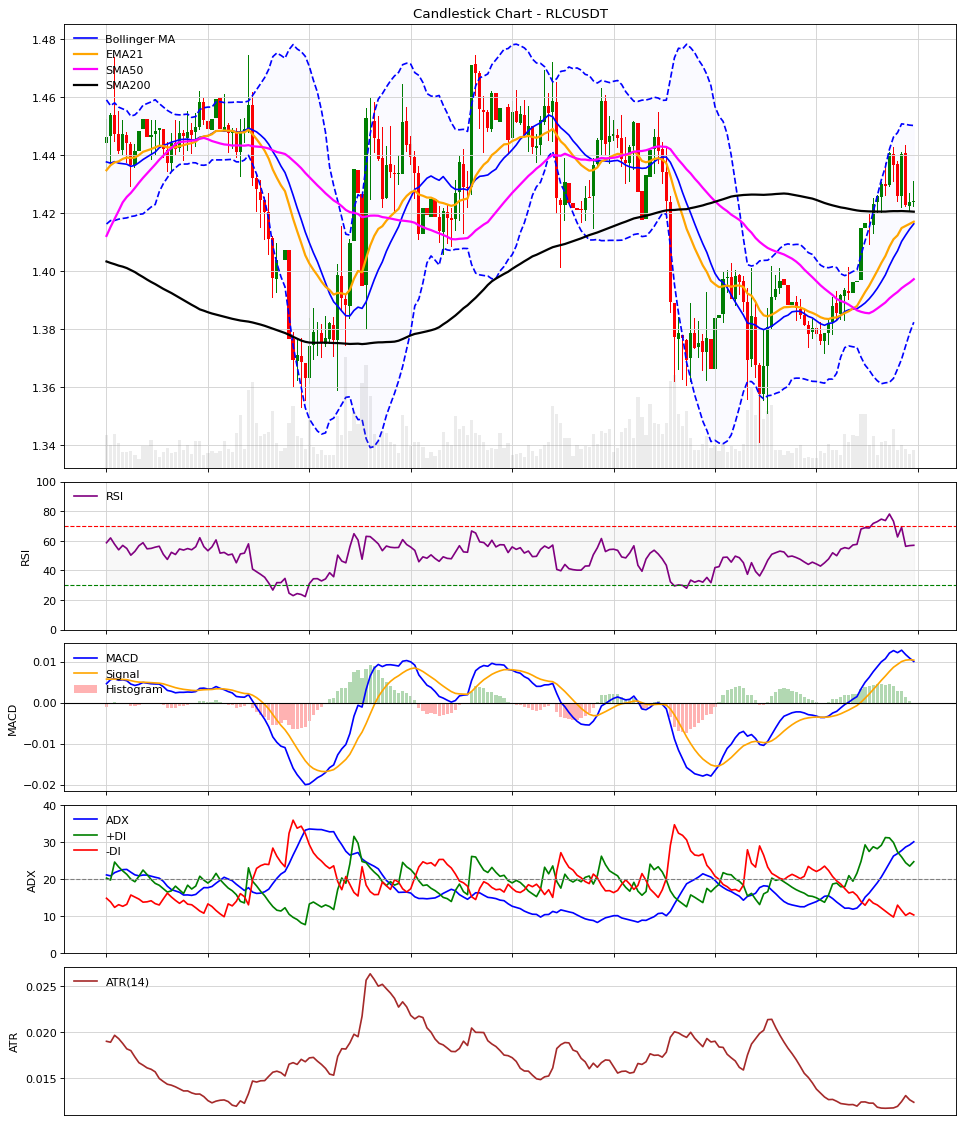 Candlestick Chart - RLCUSDT
Bollinger MA
EMA21
SMA50
SMA200
1.48
1.46
1.44
1.42
1.40
1.38
1.36
1.34
RSI
RSI
100
80
60
40
20
0
MACD
Signal
Histogram
MACD
0.01
0.00
−0.01
−0.02
ADX
+DI
-DI
ADX
40
30
20
10
0
ATR(14)
ATR
0.025
0.020
0.015